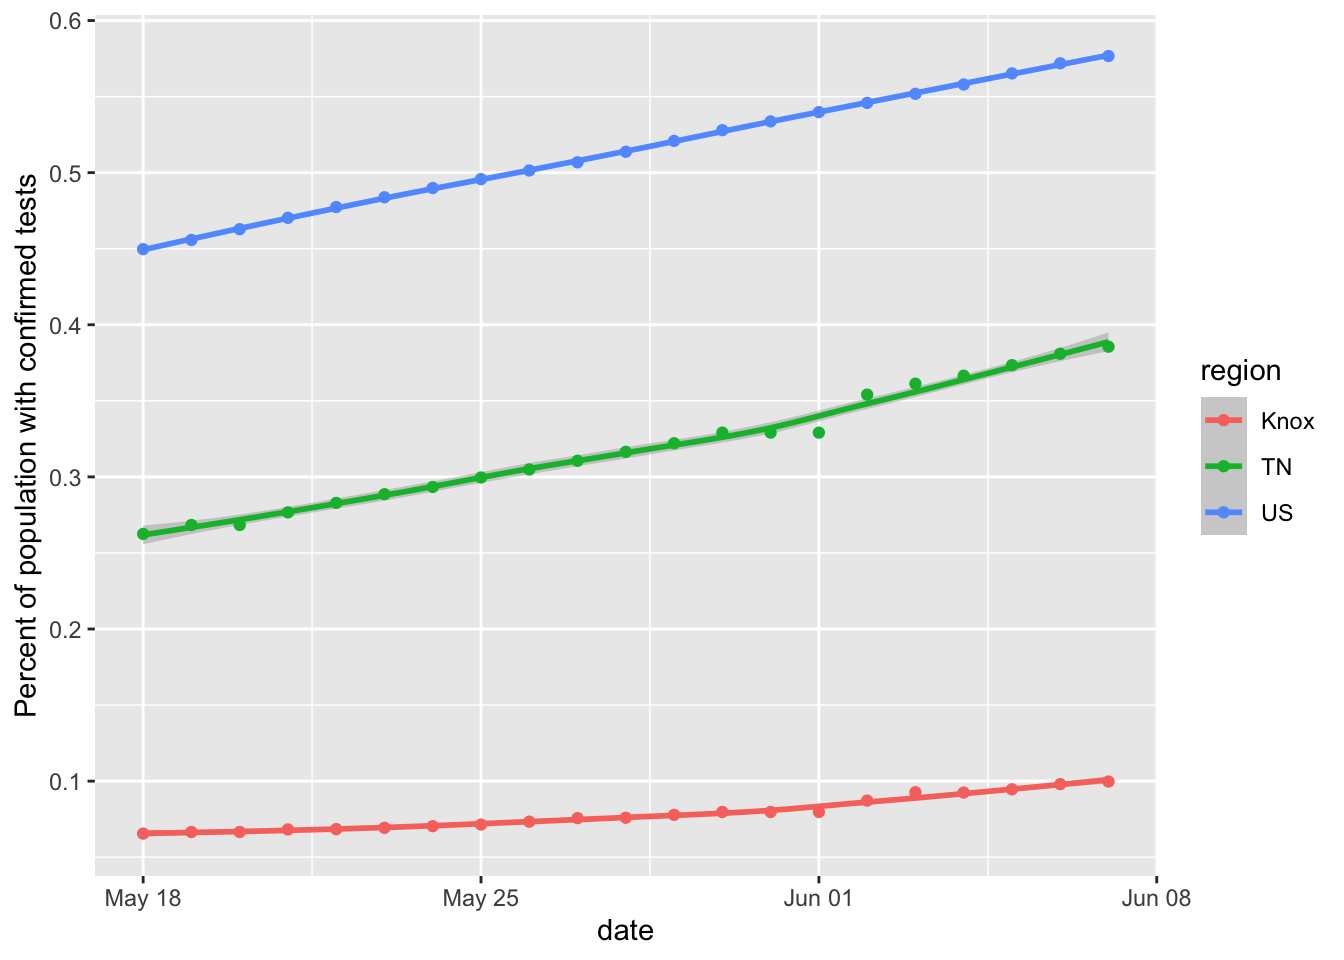 Percent of population with confirmed tests
0.6
0.5
0.4
0.3
0.2
0.1
May 18
May 25
Jun 01
Jun 08
date
region
Knox
TN
US